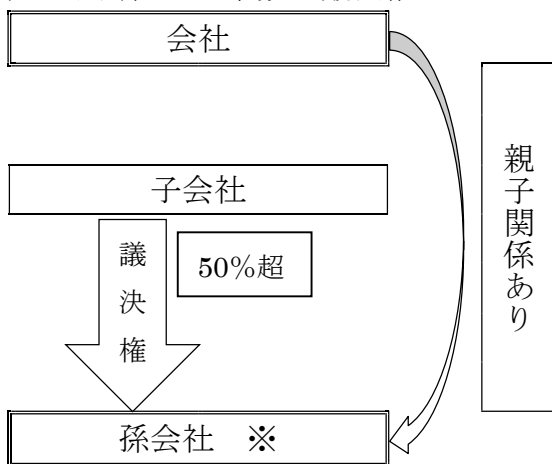 会社
子会社
議決権
50%超
親子関係あり
孫会社　※